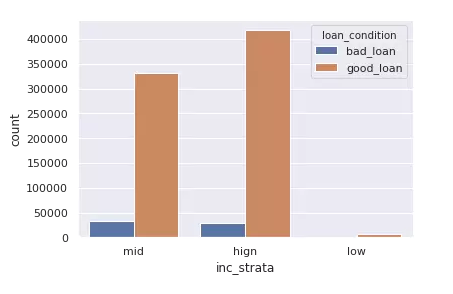 loan_condition
bad_loan
good_loan
count
400000
350000
300000
250000
200000
150000
100000
50000
0
mid hign low
inc_strata